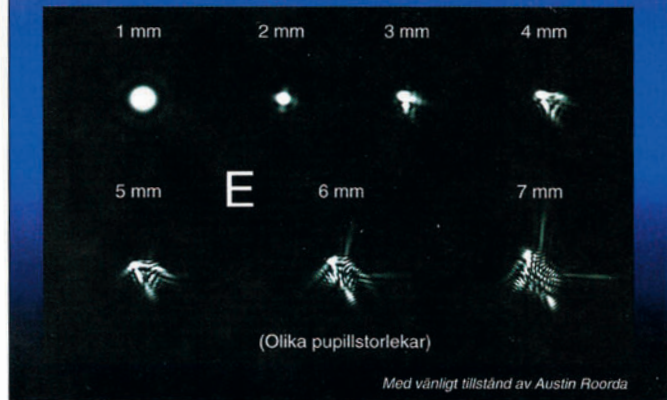 1 mm 2 mm 3 mm 4 mm
5 mm E 6 mm 7 mm
(Olika pupillstorlekar)
Med vänligt tillstånd av Austin Roorda